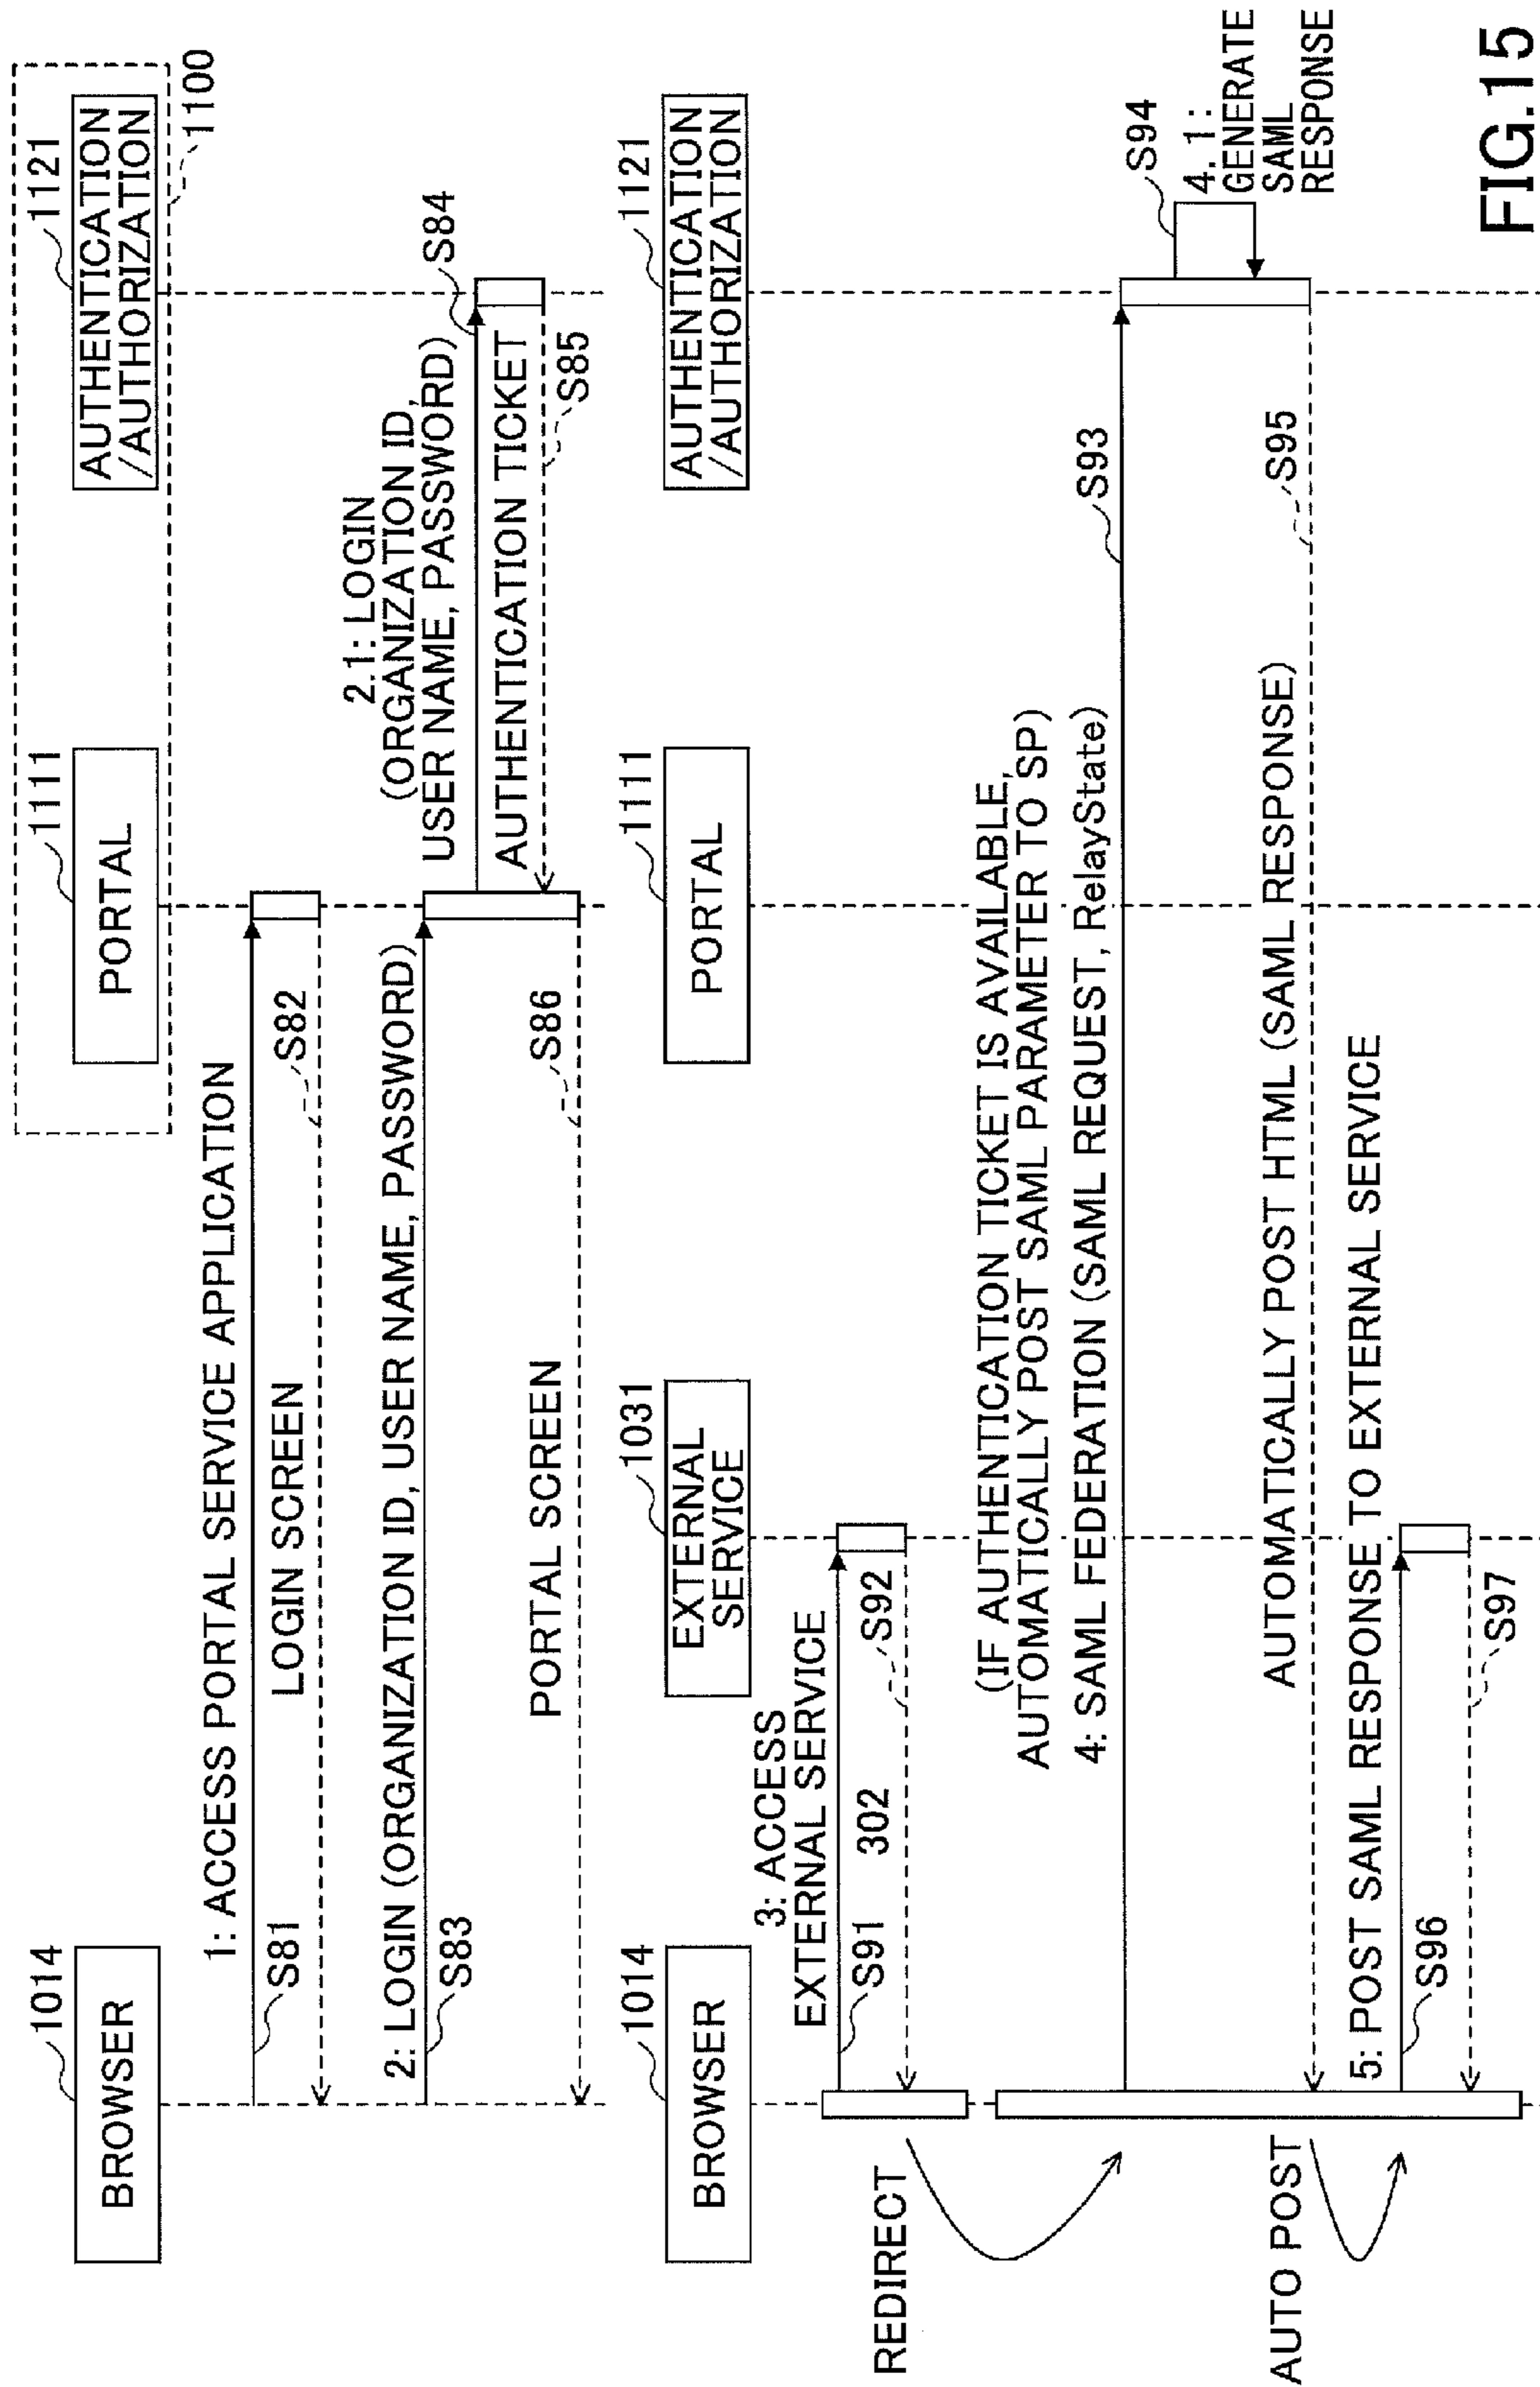 1014
BROWSER
1111
PORTAL
1121
AUTHENTICATION
/AUTHORIZATION
1100
1: ACCESS PORTAL SERVICE APPLICATION
S81
LOGIN SCREEN
S82
2: LOGIN (ORGANIZATION ID, USER NAME, PASSWORD)
S83
2.1: LOGIN
(ORGANIZATION ID,
USER NAME, PASSWORD)
S84
AUTHENTICATION TICKET
S85
PORTAL SCREEN
S86
1014
BROWSER
1031
EXTERNAL
SERVICE
1111
PORTAL
1121
AUTHENTICATION
/AUTHORIZATION
3: ACCESS
EXTERNAL SERVICE
S91
302
S92
REDIRECT
(IF AUTHENTICATION TICKET IS AVAILABLE,
AUTOMATICALLY POST SAML PARAMETER TO SP)
4: SAML FEDERATION (SAML REQUEST, RelayState)
S93
S94
4.1:
GENERATE
SAML
RESPONSE
AUTOMATICALLY POST HTML (SAML RESPONSE)
S95
AUTO POST
5: POST SAML RESPONSE TO EXTERNAL SERVICE
S96
S97
FIG.15